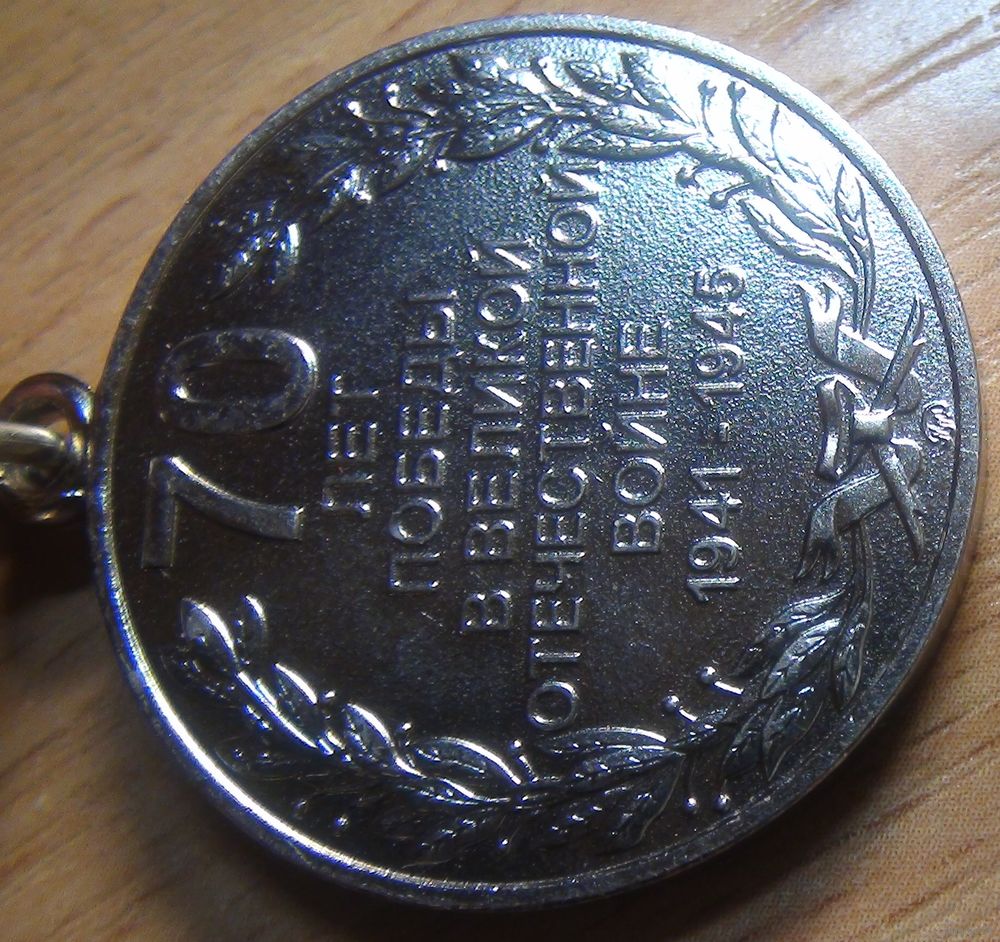 70
ЛЕТ
ПОБЕДЫ
В ВЕЛИКОЙ
ОТЕЧЕСТВЕННОЙ
ВОЙНЕ
1941-1945